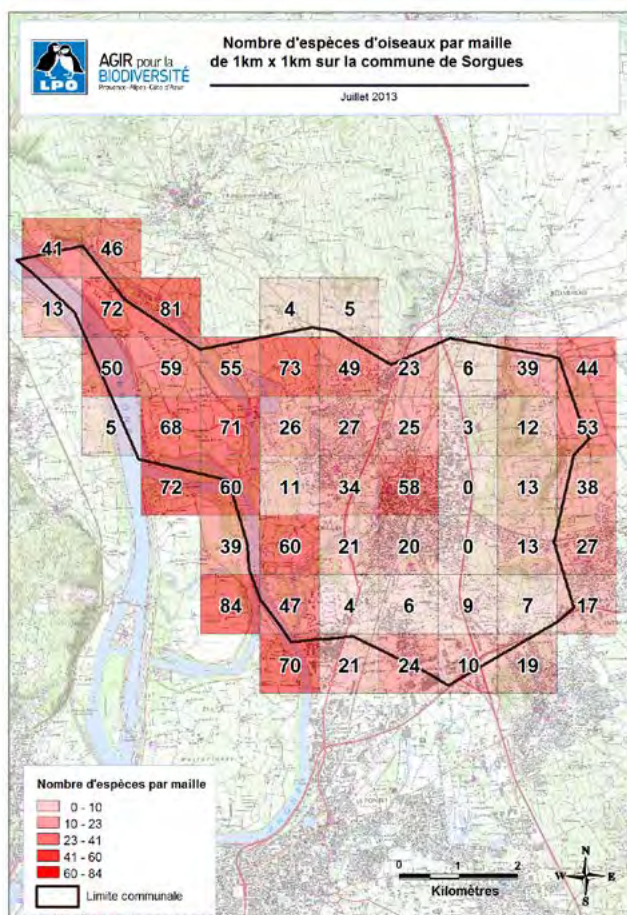 LPO
AGIR pour la
BIODIVERSITÉ
Provence-Alpes-Côte d'Azur
Nombre d'espèces d'oiseaux par maille
de 1km x 1km sur la commune de Sorgues
Juillet 2013
41 46
13 72 81 4 5
50 59 55 73 49 23 6 39 44
5 68 71 26 27 25 3 12 53
72 60 11 34 58 0 13 38
39 60 21 20 0 13 27
84 47 4 6 9 7 17
70 21 24 10 19
Nombre d'espèces par maille
0 - 10
10 - 23
23 - 41
41 - 60
60 - 84
Limite communale
0 1 2
Kilomètres
N
W E
S